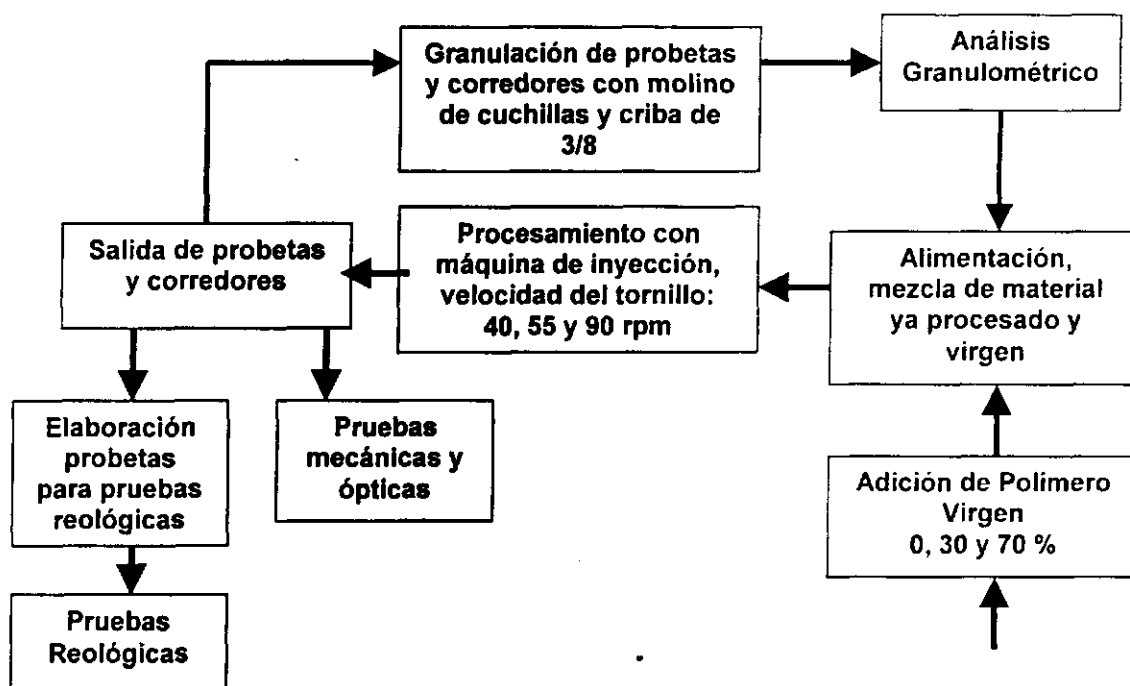 Granulación de probetas
y corredores con molino
de cuchillas y criba de
3/8
Análisis
Granulométrico
Salida de probetas
y corredores
Procesamiento con
máquina de inyección,
velocidad del tornillo:
40, 55 y 90 rpm
Alimentación,
mezcla de material
ya procesado y
virgen
Elaboración
probetas
para pruebas
reológicas
Pruebas
mecánicas y
ópticas
Adición de Polímero
Virgen
0, 30 y 70 %
Pruebas
Reológicas